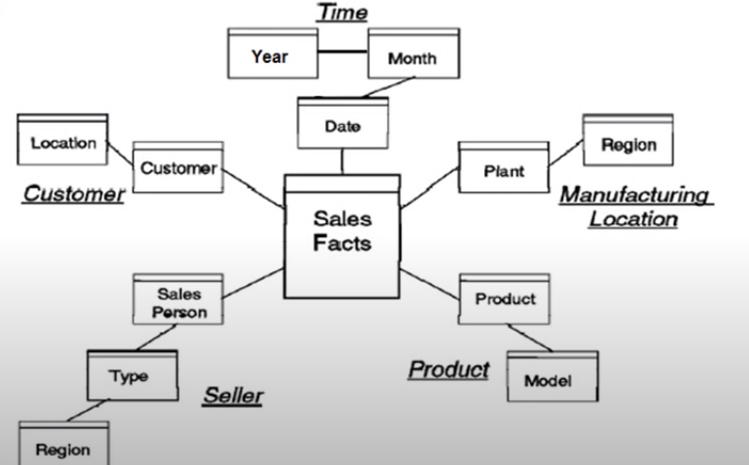 Time
Year
Month
Date
Location
Customer
Customer
Plant
Region
Manufacturing
Location
Sales
Facts
Sales
Person
Product
Type
Seller
Product
Model
Region